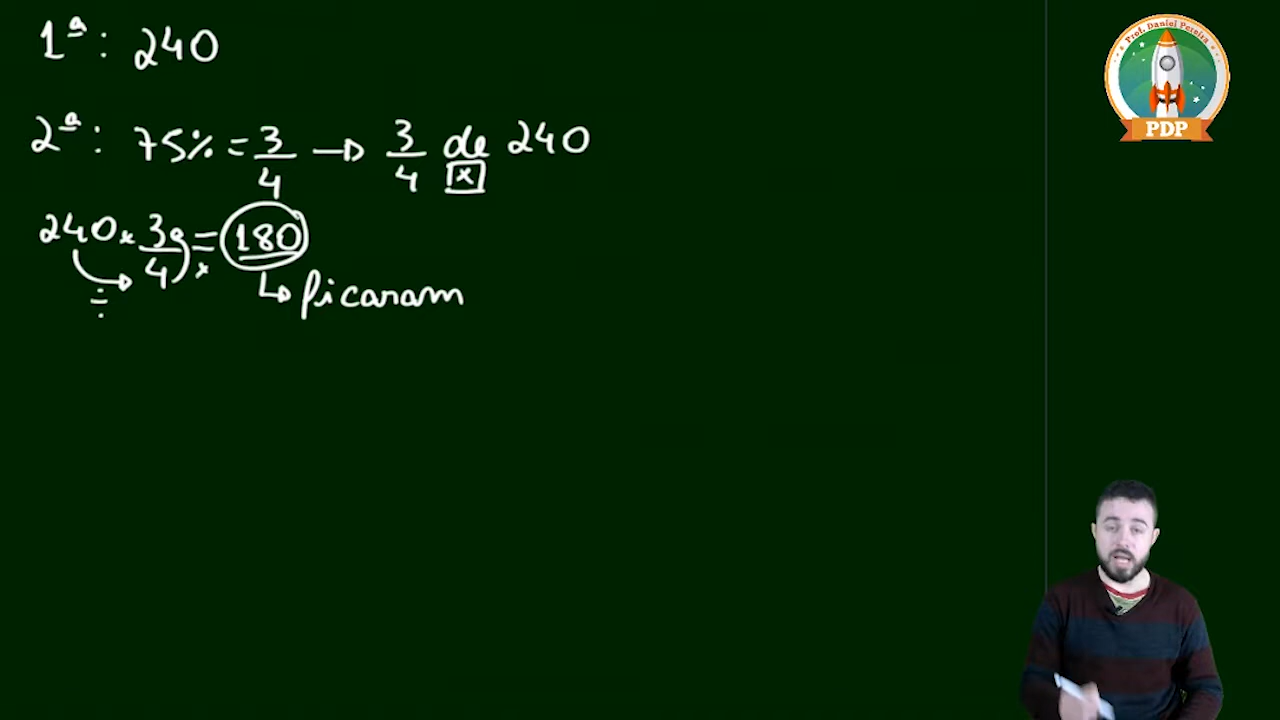 1ª: 240
Prof. Daniel Pereira
PDP
2ª: 75% = 3/4 → 3/4 de 240
x
240 × 3/4 = 180
÷ ×
↳ ficaram